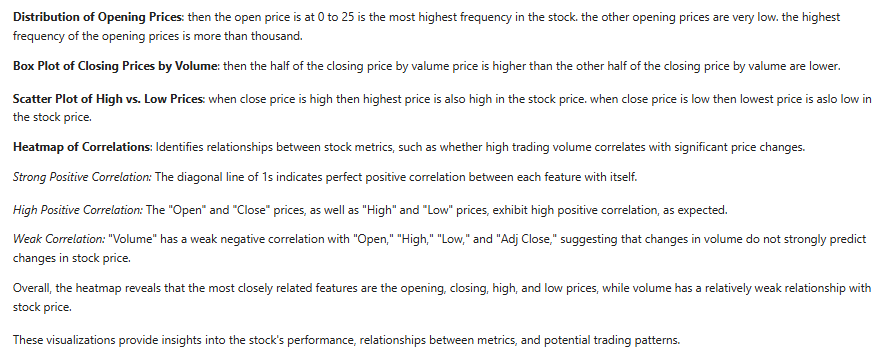 Distribution of Opening Prices: then the open price is at 0 to 25 is the most highest frequency in the stock. the other opening prices are very low. the highest
frequency of the opening prices is more than thousand.
Box Plot of Closing Prices by Volume: then the half of the closing price by valume price is higher than the other half of the closing price by valume are lower.
Scatter Plot of High vs. Low Prices: when close price is high then highest price is also high in the stock price. when close price is low then lowest price is aslo low in
the stock price.
Heatmap of Correlations: Identifies relationships between stock metrics, such as whether high trading volume correlates with significant price changes.
Strong Positive Correlation: The diagonal line of 1s indicates perfect positive correlation between each feature with itself.
High Positive Correlation: The "Open" and "Close" prices, as well as "High" and "Low" prices, exhibit high positive correlation, as expected.
Weak Correlation: "Volume" has a weak negative correlation with "Open," "High," "Low," and "Adj Close," suggesting that changes in volume do not strongly predict
changes in stock price.
Overall, the heatmap reveals that the most closely related features are the opening, closing, high, and low prices, while volume has a relatively weak relationship with
stock price.
These visualizations provide insights into the stock's performance, relationships between metrics, and potential trading patterns.